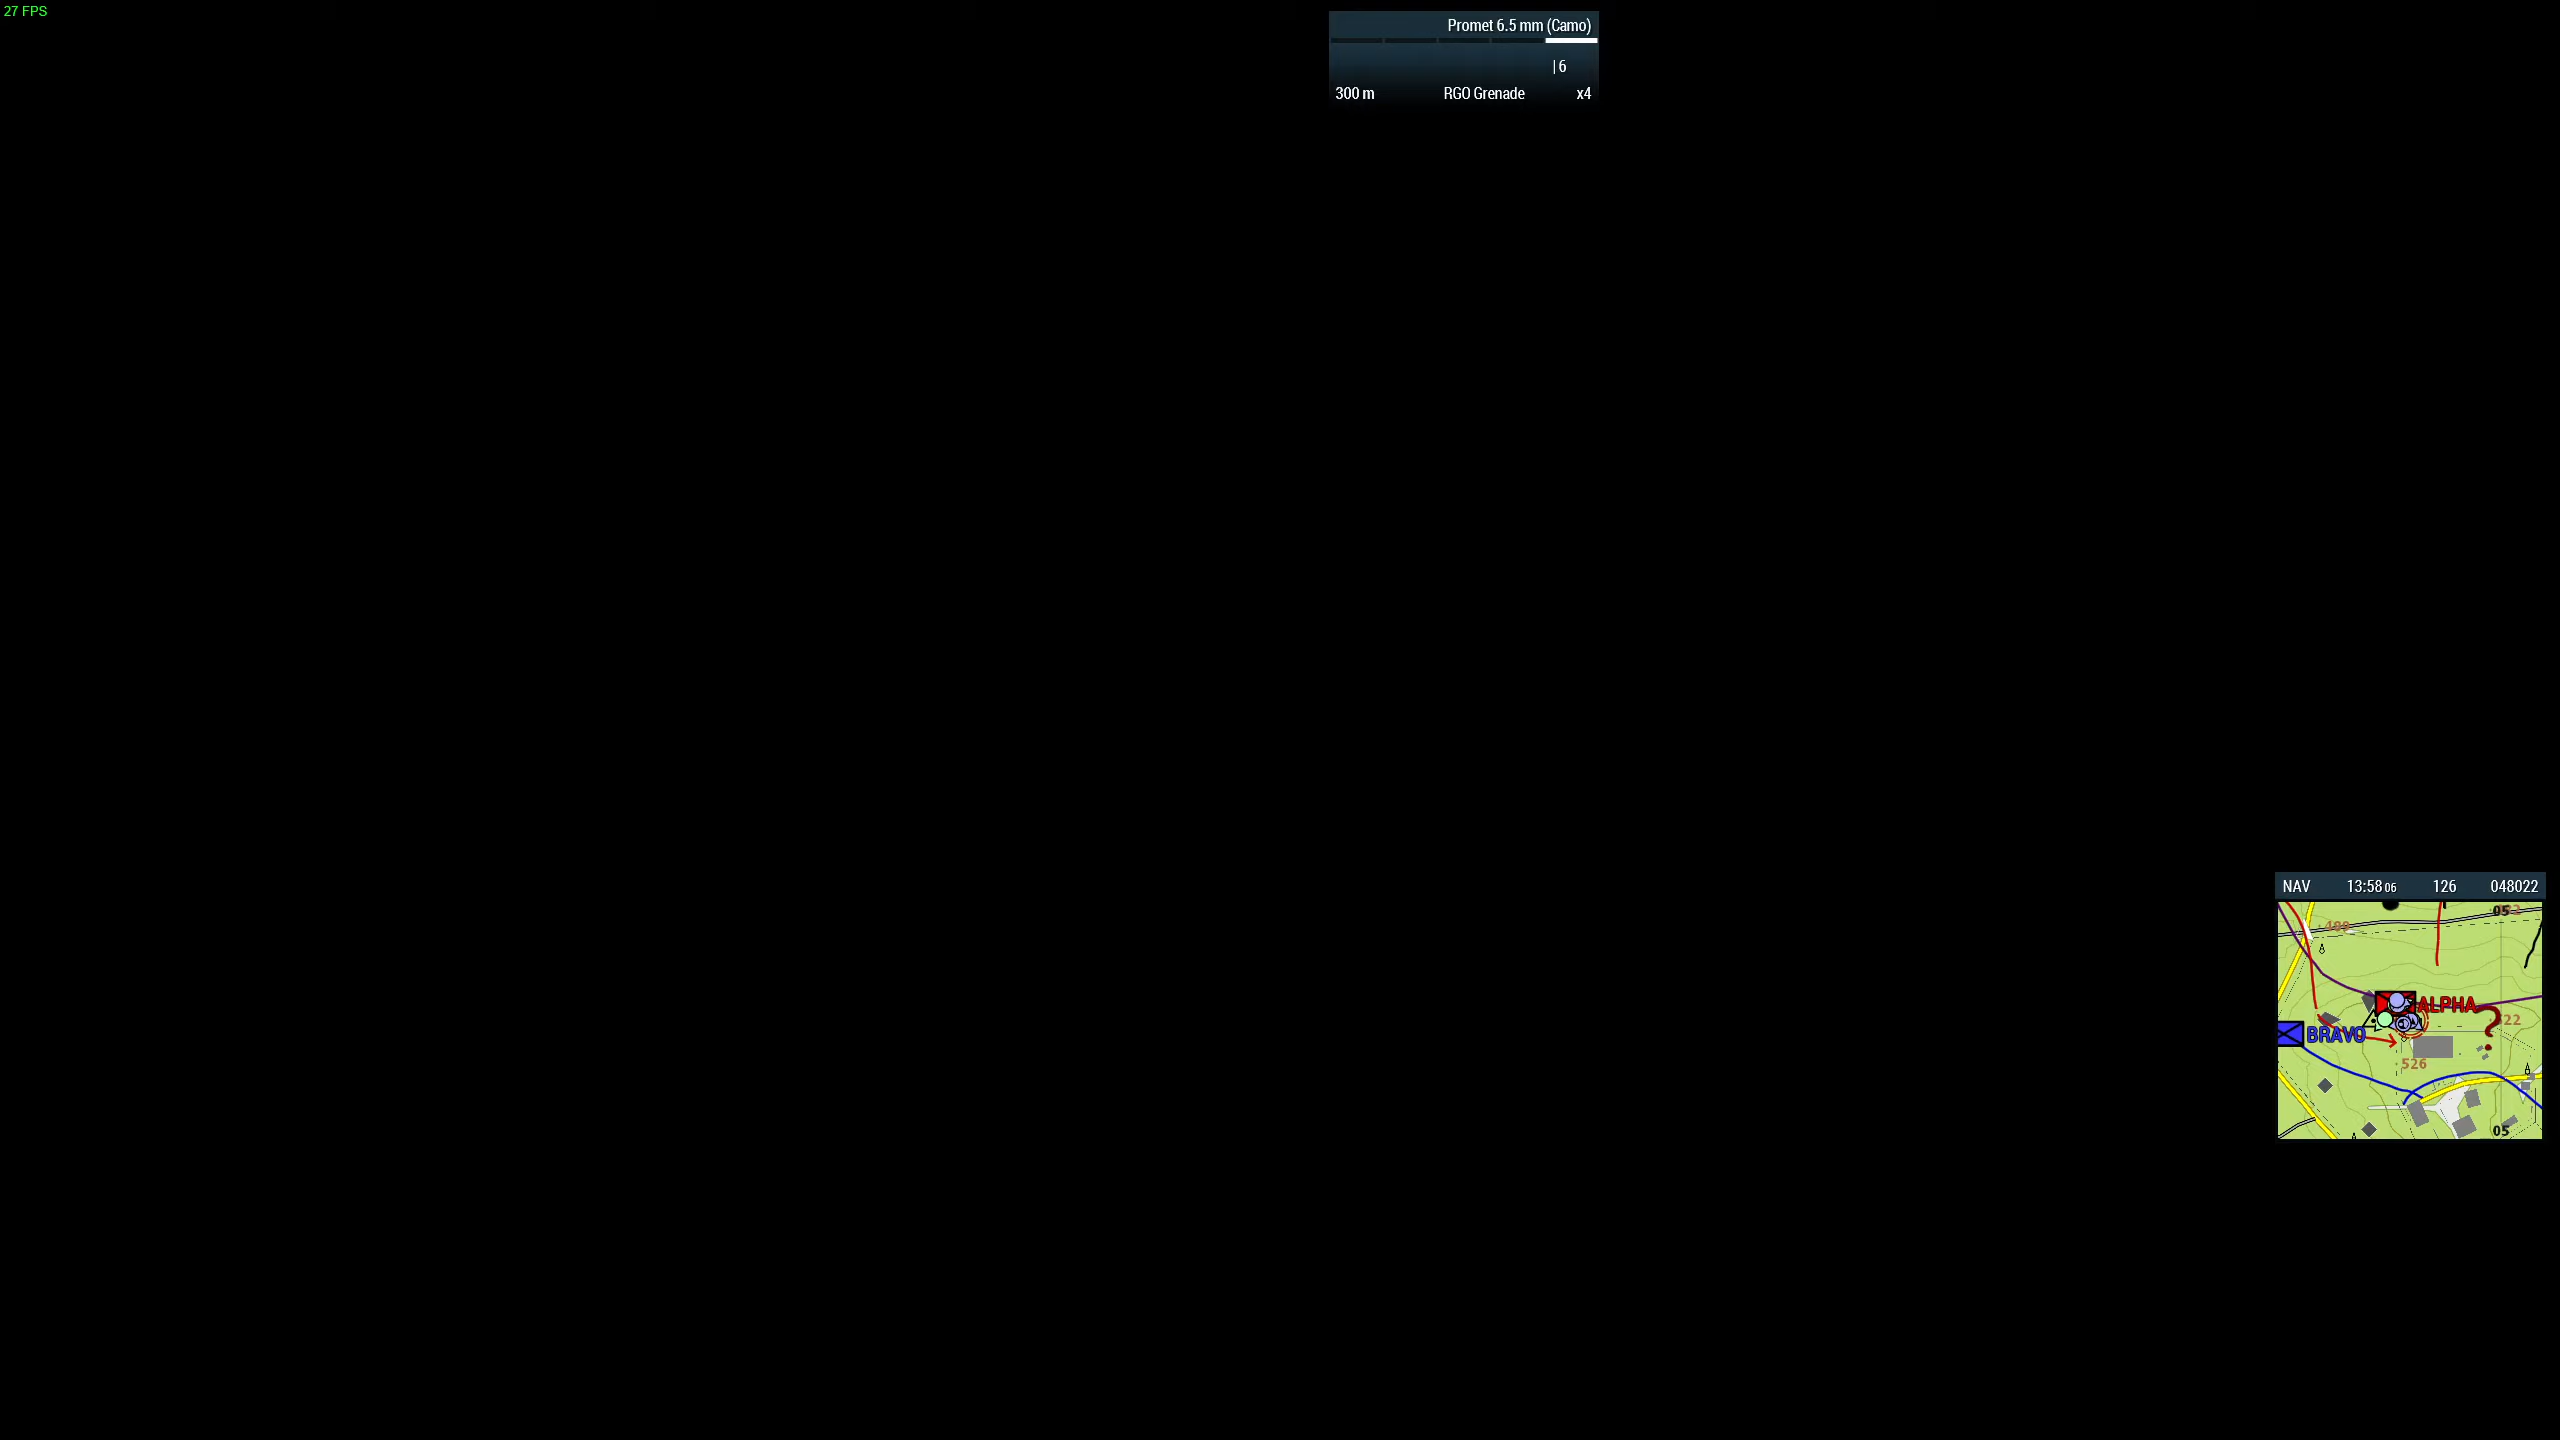 27 FPS
Promet 6.5 mm (Camo)
| 6
300 m RGO Grenade x4
NAV 13:58 06 126 048022
05
489
ALPHA
?
BRAVO
526
05